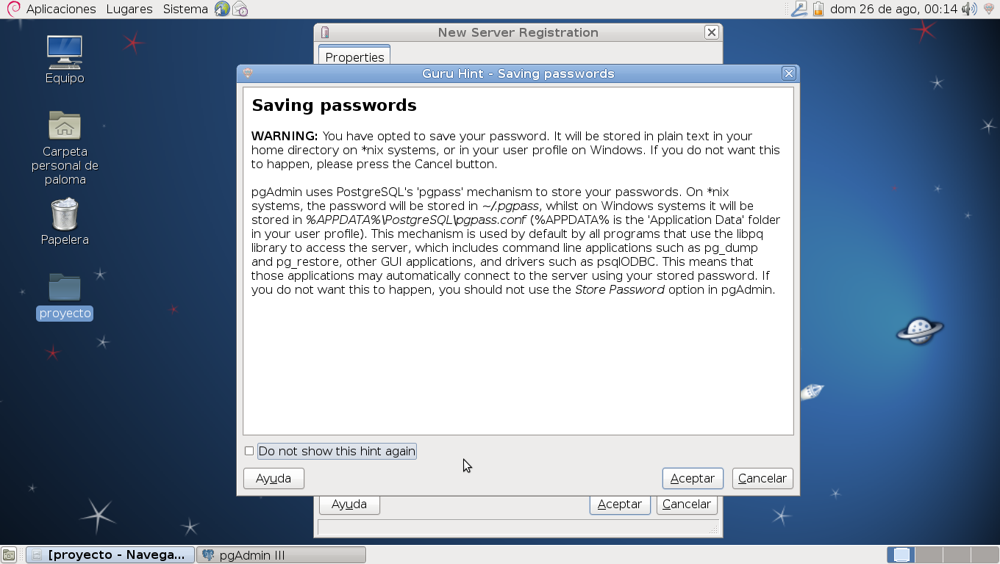 Aplicaciones Lugares Sistema
dom 26 de ago, 00:14
Equipo
Carpeta
personal de
paloma
Papelera
proyecto
New Server Registration
Properties
Guru Hint - Saving passwords
Saving passwords
WARNING: You have opted to save your password. It will be stored in plain text in your
home directory on *nix systems, or in your user profile on Windows. If you do not want this
to happen, please press the Cancel button.
pgAdmin uses PostgreSQL's 'pgpass' mechanism to store your passwords. On *nix
systems, the password will be stored in ~/.pgpass, whilst on Windows systems it will be
stored in %APPDATA%\PostgreSQL\pgpass.conf (%APPDATA% is the 'Application Data' folder
in your user profile). This mechanism is used by default by all programs that use the libpq
library to access the server, which includes command line applications such as pg_dump
and pg_restore, other GUI applications, and drivers such as psqlODBC. This means that
those applications may automatically connect to the server using your stored password. If
you do not want this to happen, you should not use the Store Password option in pgAdmin.
Do not show this hint again
Ayuda Aceptar Cancelar
Ayuda Aceptar Cancelar
[proyecto - Navega... pgAdmin III